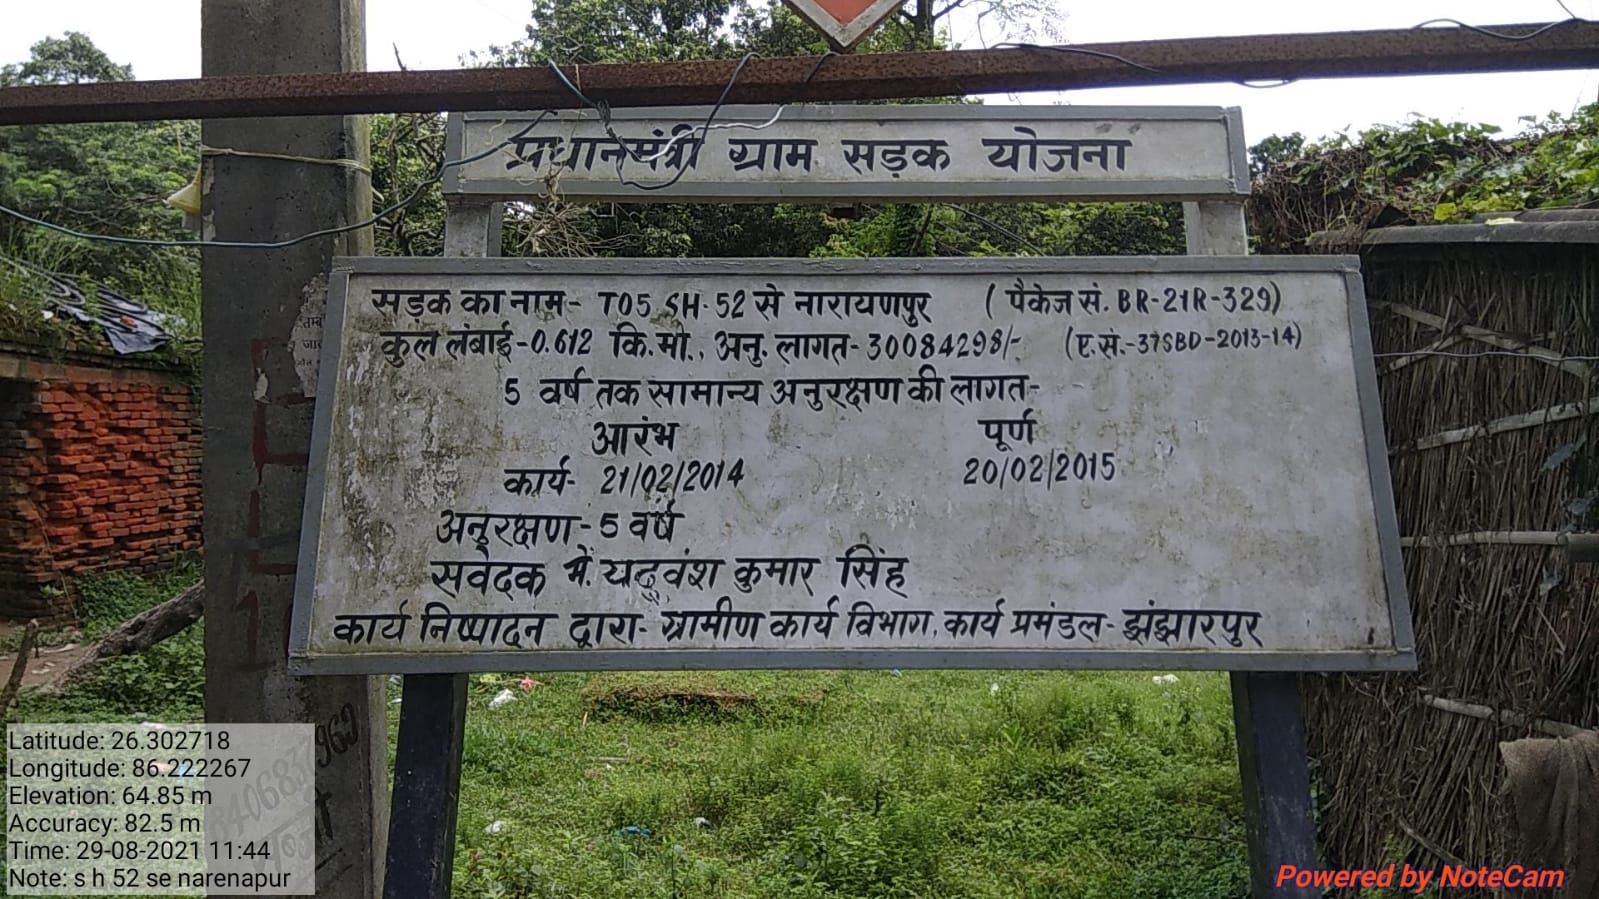 प्रधानमंत्री ग्राम सड़क योजना
सड़क का नाम- T05 SH-52 से नारायणपुर (पैकेज सं. BR-21R-329)
कुल लंबाई-0.612 कि.मी., अनु. लागत-30084298/- (ए.सं.-37SBD-2013-14)
5 वर्ष तक सामान्य अनुरक्षण की लागत-
आरंभ पूर्ण
कार्य- 21/02/2014 20/02/2015
अनुरक्षण-5 वर्ष
सवेदक में. यदुवंश कुमार सिंह
कार्य निष्पादन द्वारा- ग्रामीण कार्य विभाग, कार्य प्रमंडल-झंझारपुर
Latitude: 26.302718
Longitude: 86.222267
Elevation: 64.85 m
Accuracy: 82.5 m
Time: 29-08-2021 11:44
Note: s h 52 se narenapur
Powered by NoteCam